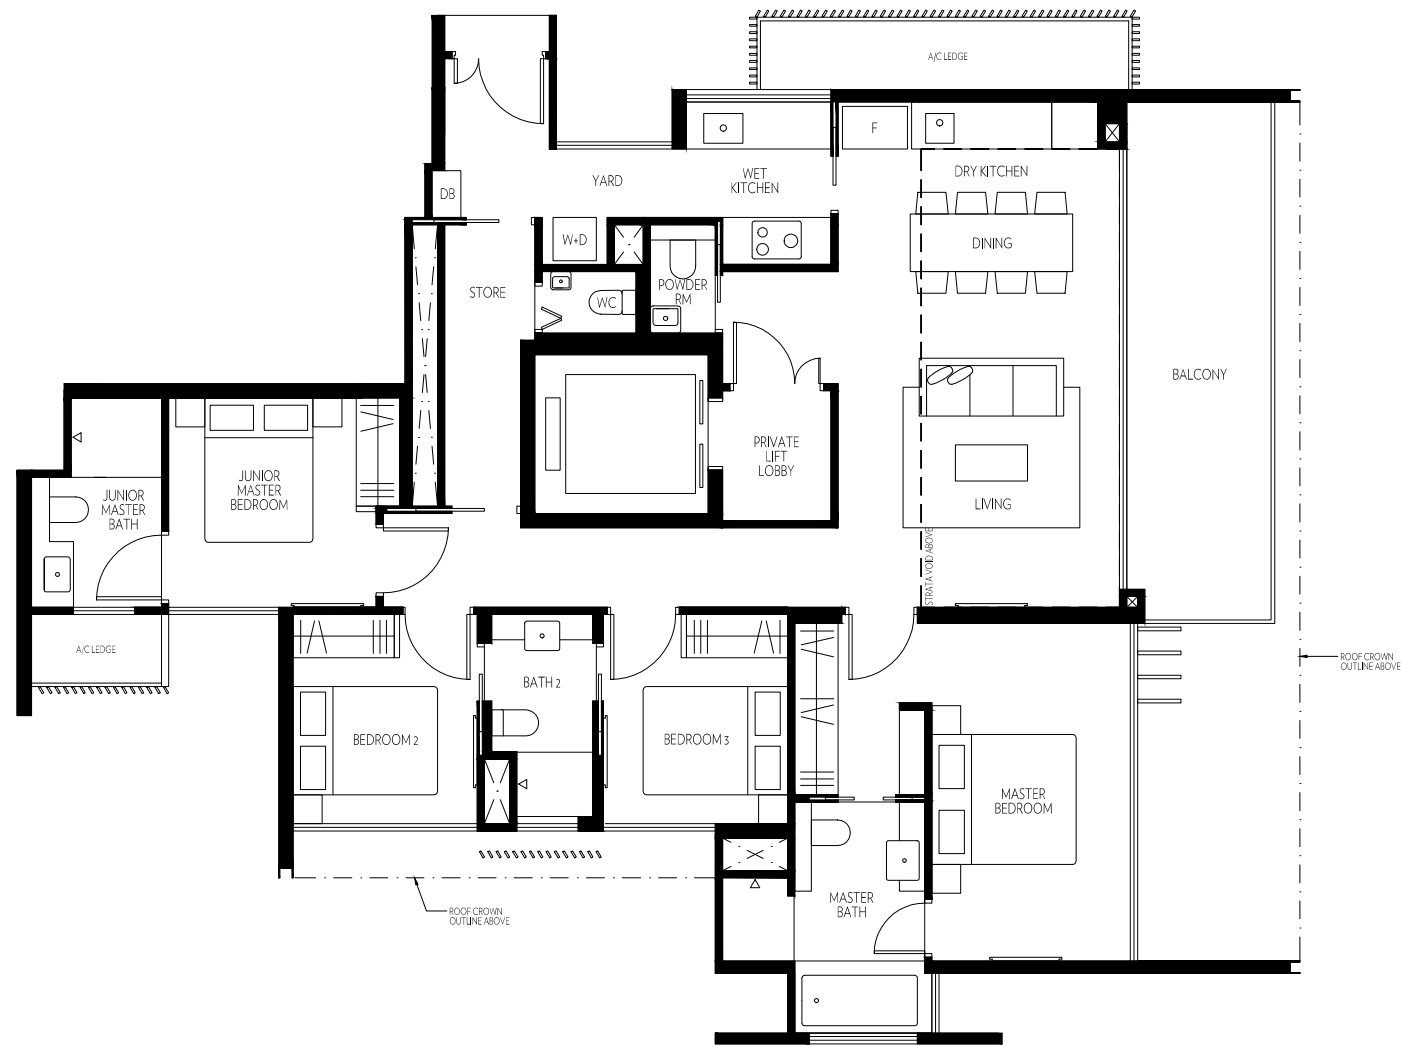 A/C LEDGE
F
DRY KITCHEN
WET
KITCHEN
YARD
DB
W+D
DINING
STORE
WC
POWDER
RM
BALCONY
PRIVATE
LIFT
LOBBY
JUNIOR
MASTER
BEDROOM
JUNIOR
MASTER
BATH
LIVING
STRATA VOID ABOVE
A/C LEDGE
ROOF CROWN
OUTLINE ABOVE
BATH 2
BEDROOM 2
BEDROOM 3
MASTER
BEDROOM
MASTER
BATH
ROOF CROWN
OUTLINE ABOVE